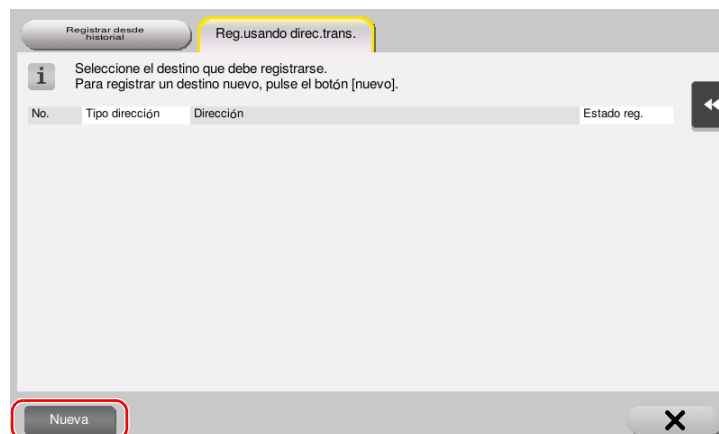 Registrar desde
historial
Reg.usando direc.trans.
i
Seleccione el destino que debe registrarse.
Para registrar un destino nuevo, pulse el botón [nuevo].
No. Tipo dirección Dirección Estado reg.
Nueva